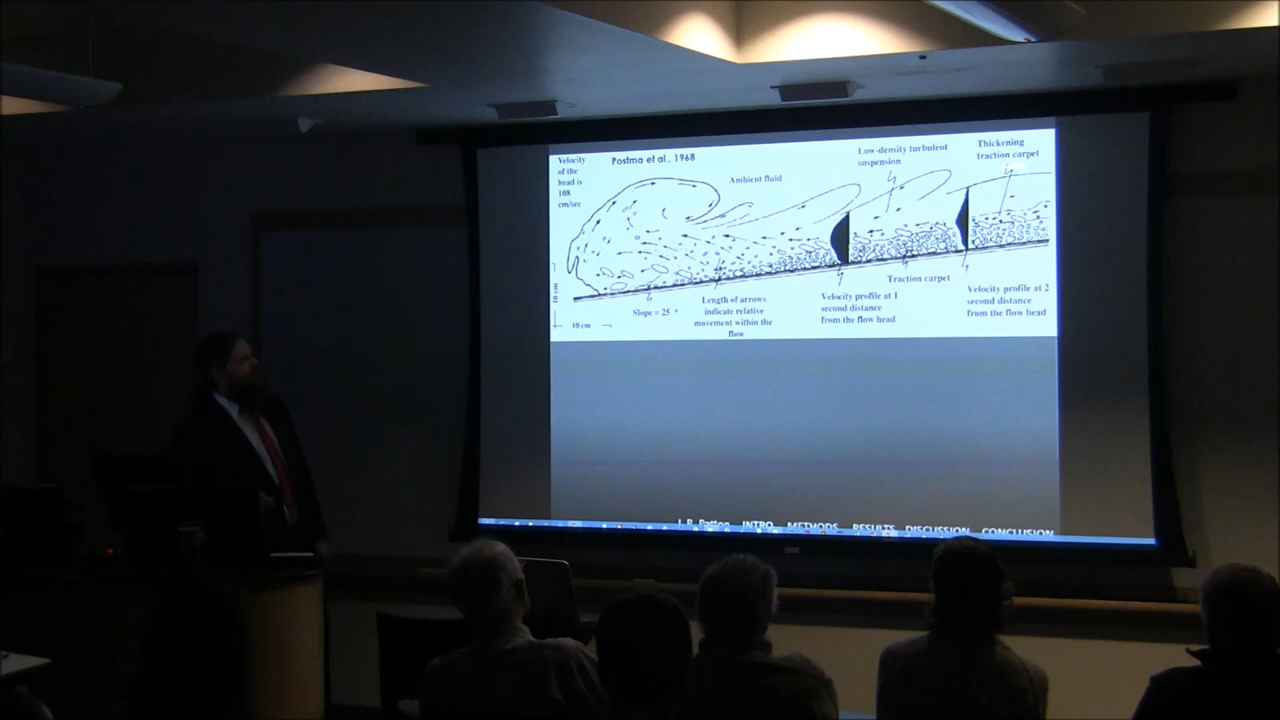 Velocity
of the
head is
108
cm/sec
Postma et al., 1968
Ambient fluid
Low-density turbulent
suspension
Thickening
traction carpet
10 cm
10 cm
Slope = 25 °
Length of arrows
indicate relative
movement within the
flow
Velocity profile at 1
second distance
from the flow head
Traction carpet
Velocity profile at 2
second distance
from the flow head
J. R. Patton INTRO METHODS RESULTS DISCUSSION CONCLUSION